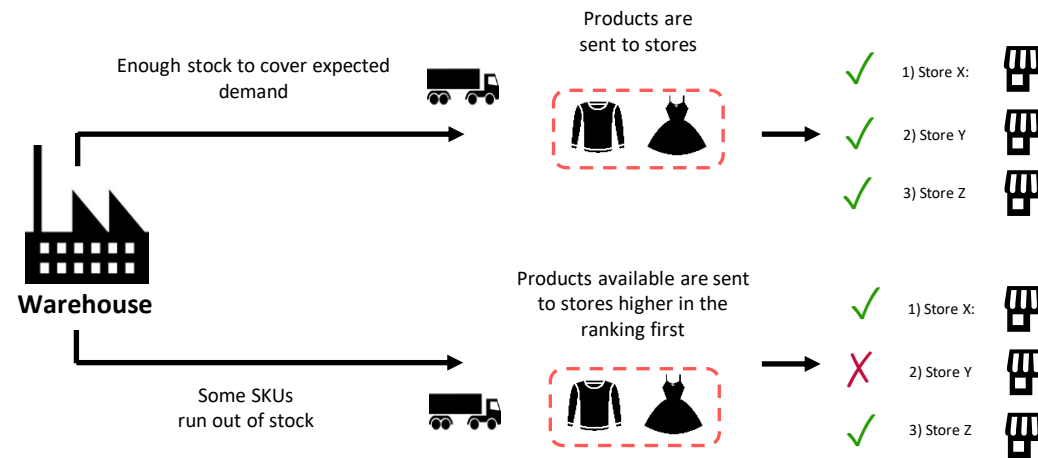 Products are
sent to stores
Enough stock to cover expected
demand
1) Store X:
2) Store Y
3) Store Z
Warehouse
Products available are sent
to stores higher in the
ranking first
1) Store X:
2) Store Y
3) Store Z
Some SKUs
run out of stock